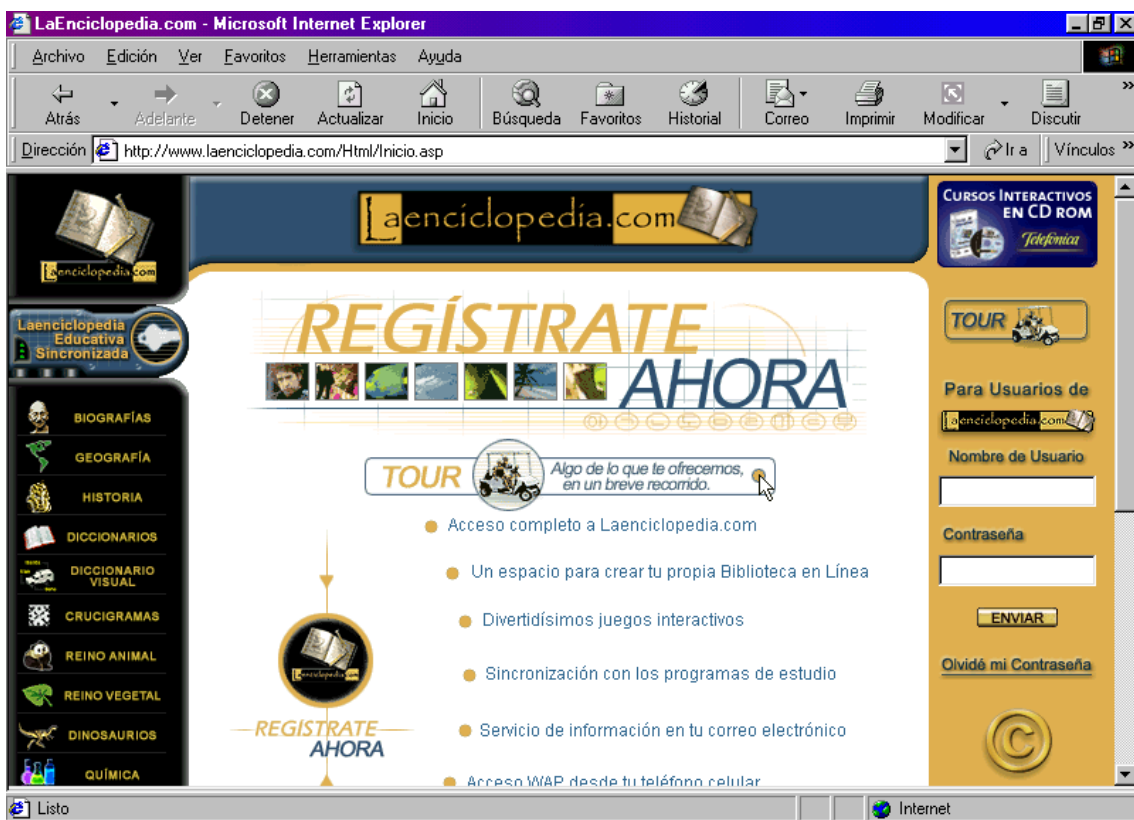 LaEnciclopedia.com - Microsoft Internet Explorer
Archivo Edición Ver Favoritos Herramientas Ayuda
Atrás Adelante Detener Actualizar Inicio Búsqueda Favoritos Historial Correo Imprimir Modificar Discutir »
Dirección http://www.laenciclopedia.com/Html/Inicio.asp Ir a Vínculos »
Laenciclopedia.com
Laenciclopedia
Educativa
Sincronizada
BIOGRAFÍAS
GEOGRAFÍA
HISTORIA
DICCIONARIOS
DICCIONARIO
VISUAL
CRUCIGRAMAS
REINO ANIMAL
REINO VEGETAL
DINOSAURIOS
QUÍMICA
Laenciclopedia.com
REGÍSTRATE
AHORA
TOUR
Algo de lo que te ofrecemos,
en un breve recorrido.
Acceso completo a Laenciclopedia.com
Un espacio para crear tu propia Biblioteca en Línea
Divertidísimos juegos interactivos
Sincronización con los programas de estudio
Servicio de información en tu correo electrónico
Acceso WAP desde tu teléfono celular
Laenciclopedia.com
REGÍSTRATE
AHORA
CURSOS INTERACTIVOS
EN CD ROM
Telefónica
TOUR
Para Usuarios de
Laenciclopedia.com
Nombre de Usuario
Contraseña
ENVIAR
Olvidé mi Contraseña
©
Listo Internet